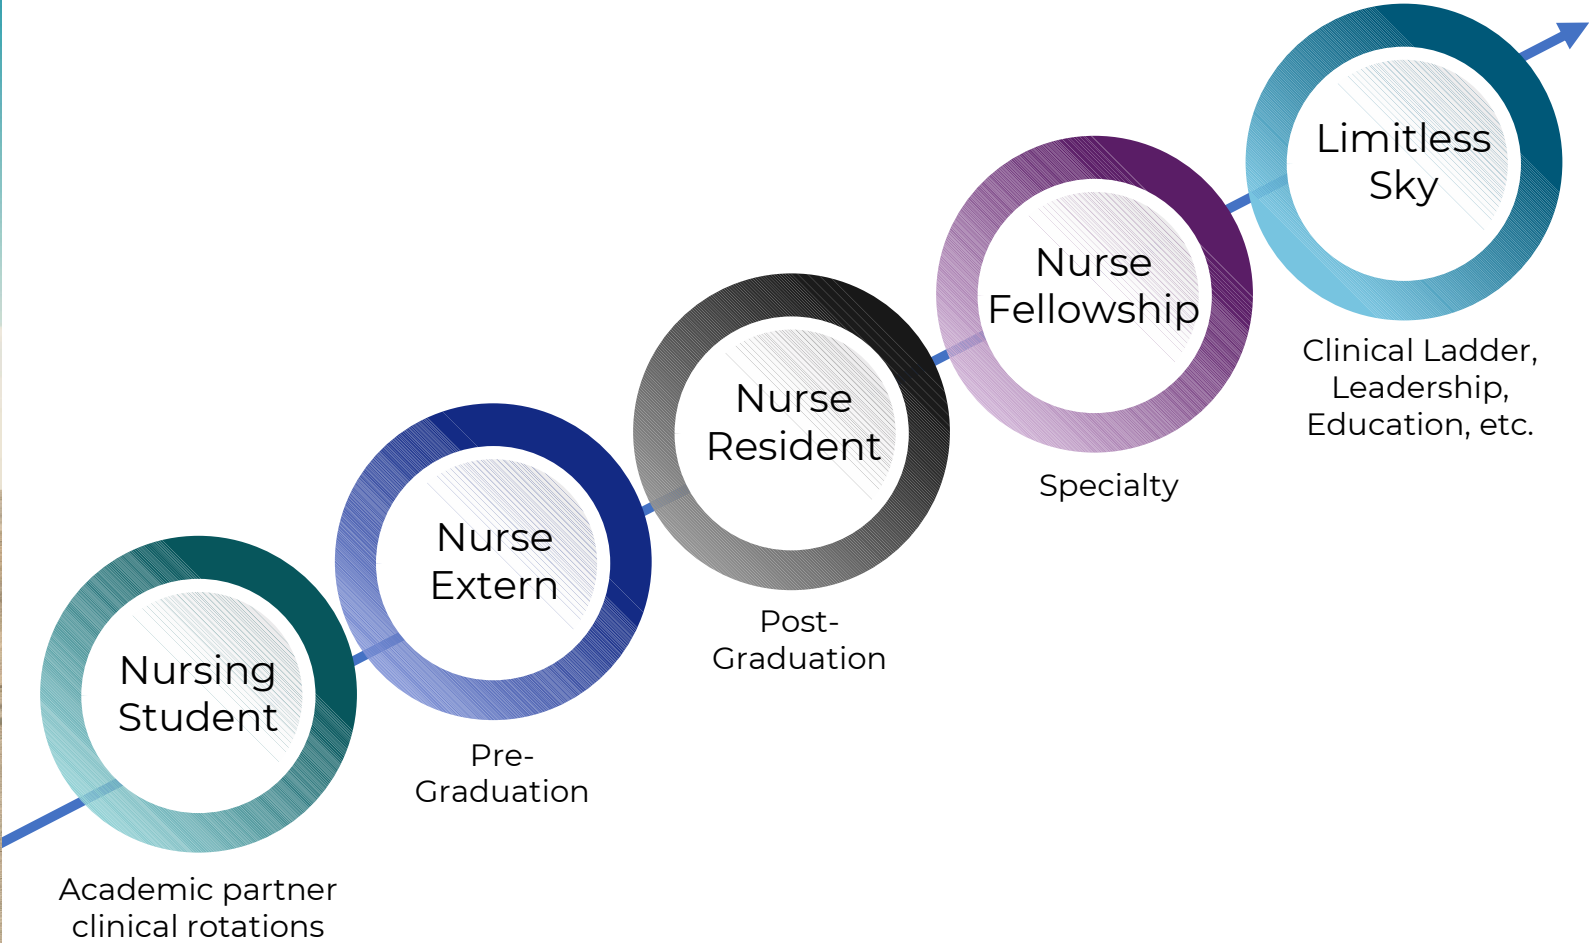 Nursing
Student
Academic partner
clinical rotations
Nurse
Extern
Pre-
Graduation
Nurse
Resident
Post-
Graduation
Nurse
Fellowship
Specialty
Limitless
Sky
Clinical Ladder,
Leadership,
Education, etc.